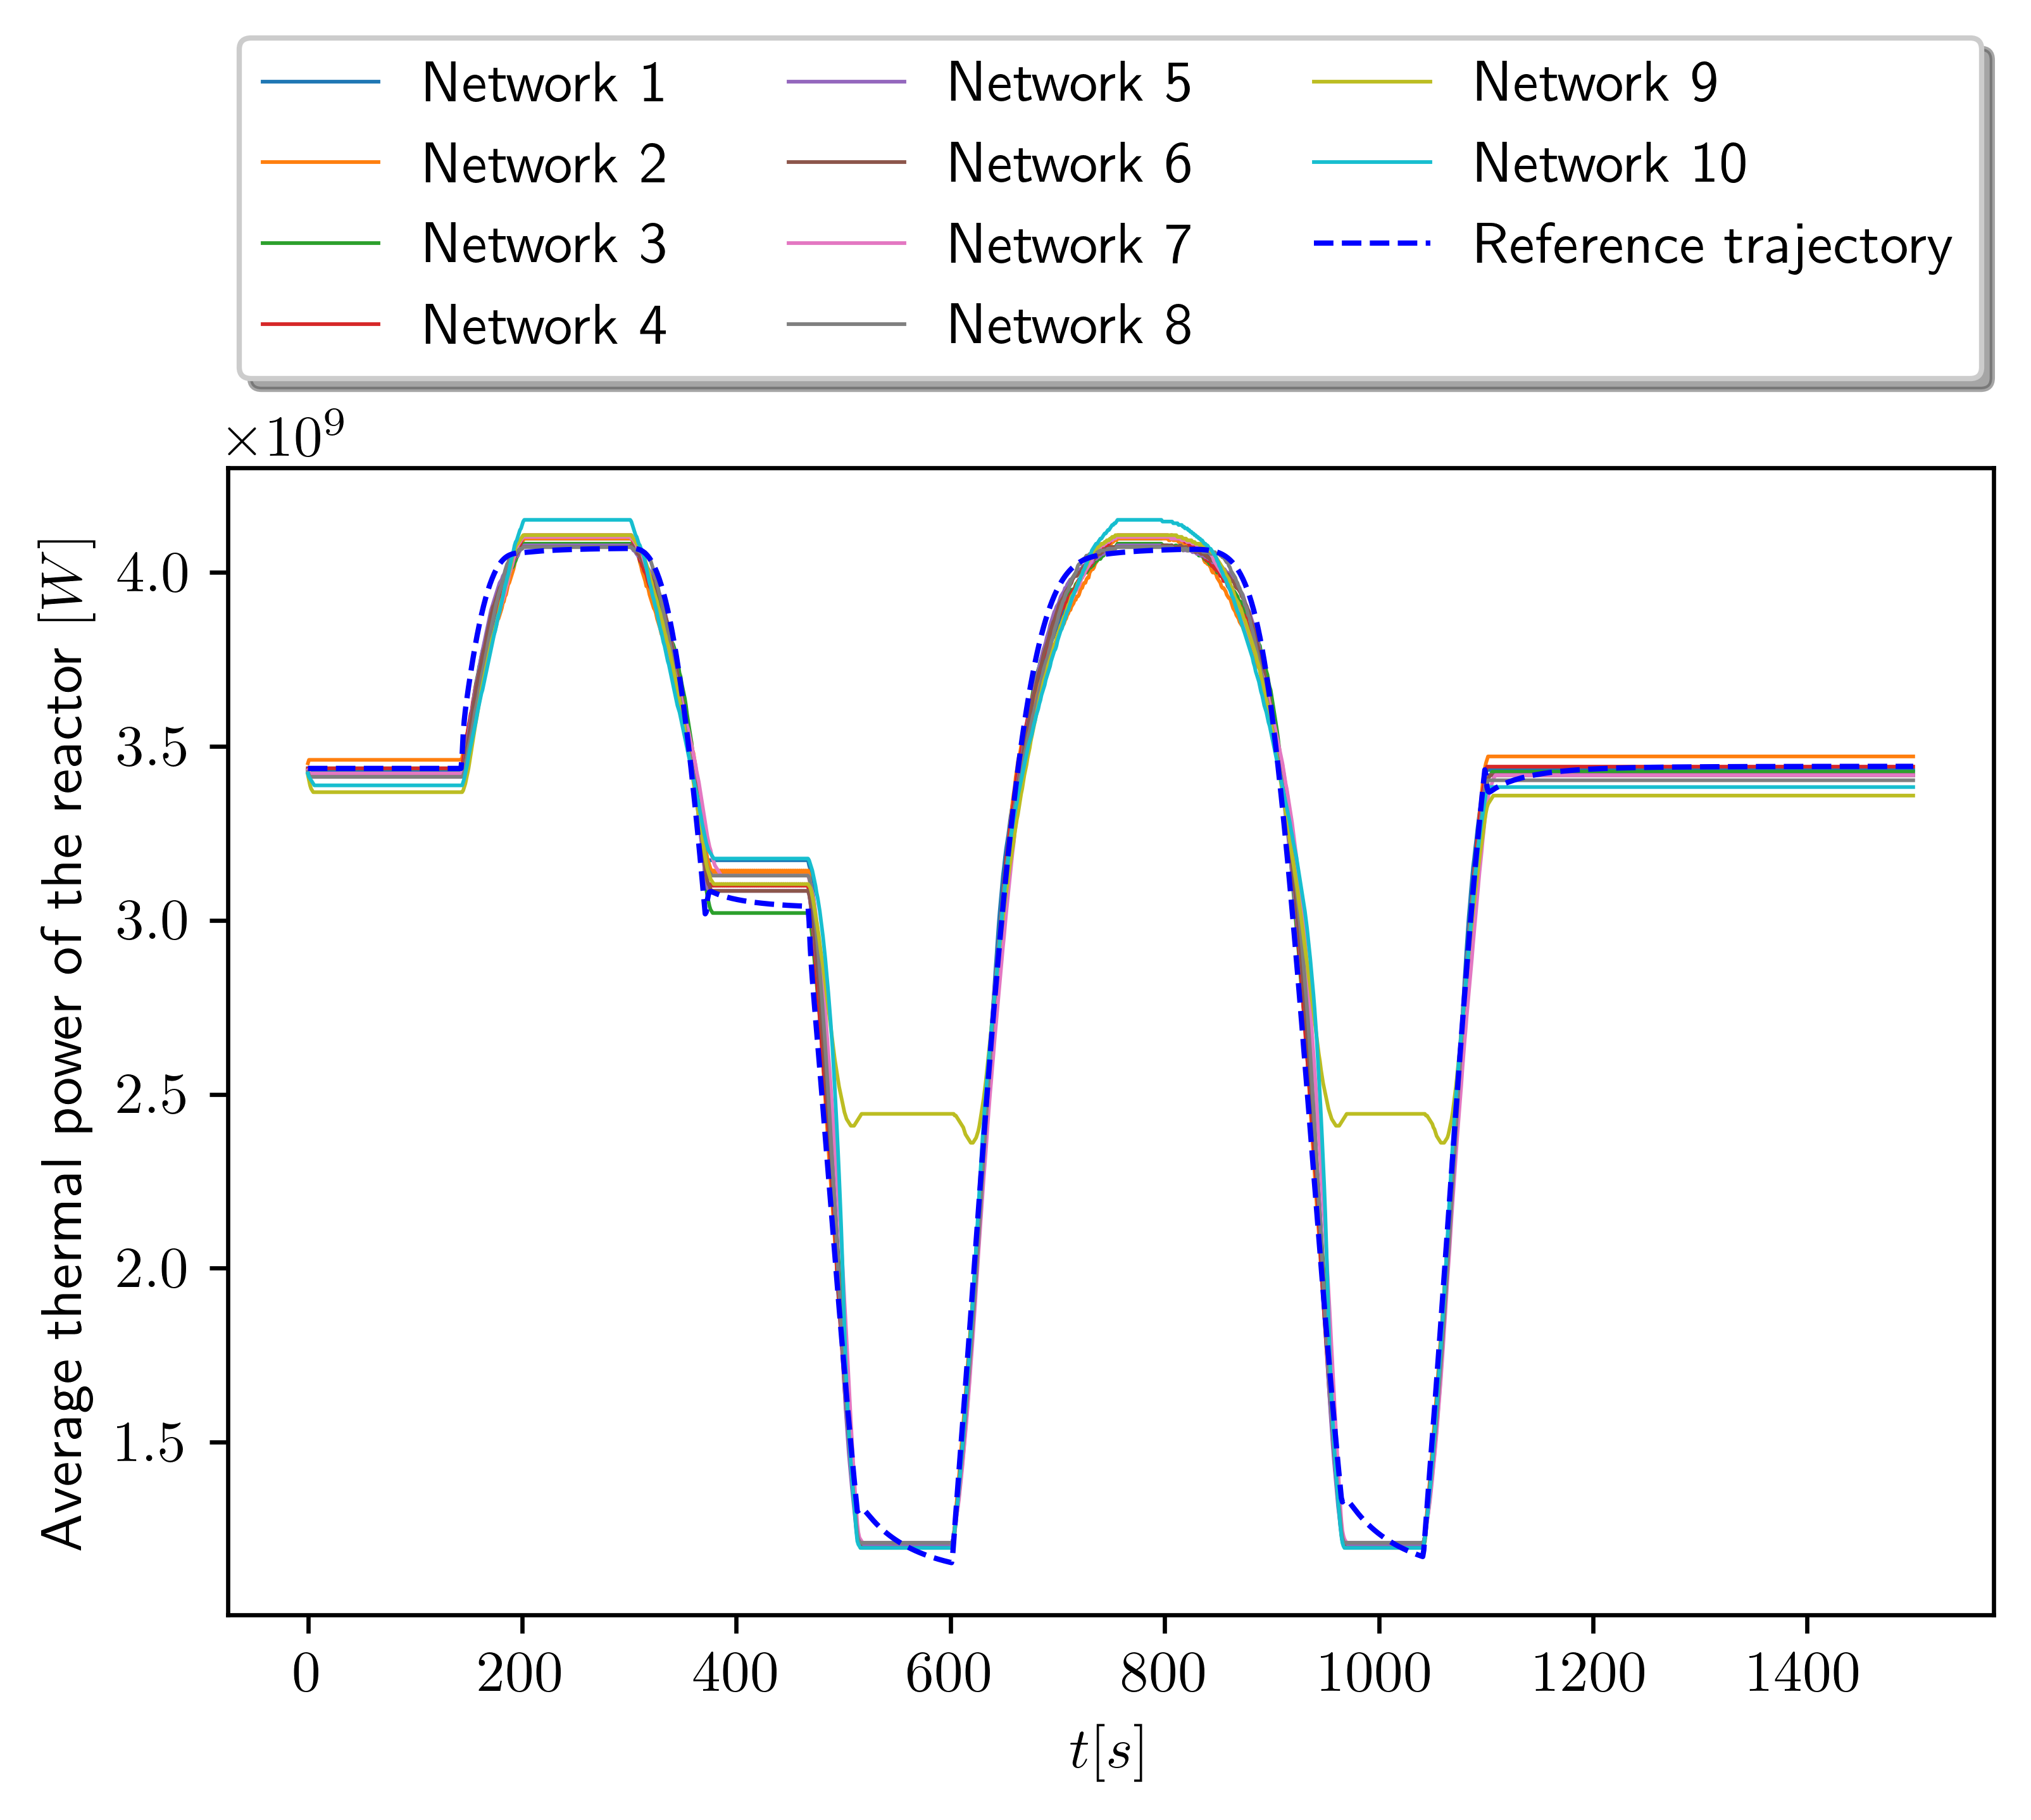 Network 1
Network 2
Network 3
Network 4
Network 5
Network 6
Network 7
Network 8
Network 9
Network 10
Reference trajectory
×10⁹
Average thermal power of the reactor [W]
4.0
3.5
3.0
2.5
2.0
1.5
0 200 400 600 800 1000 1200 1400
t[s]